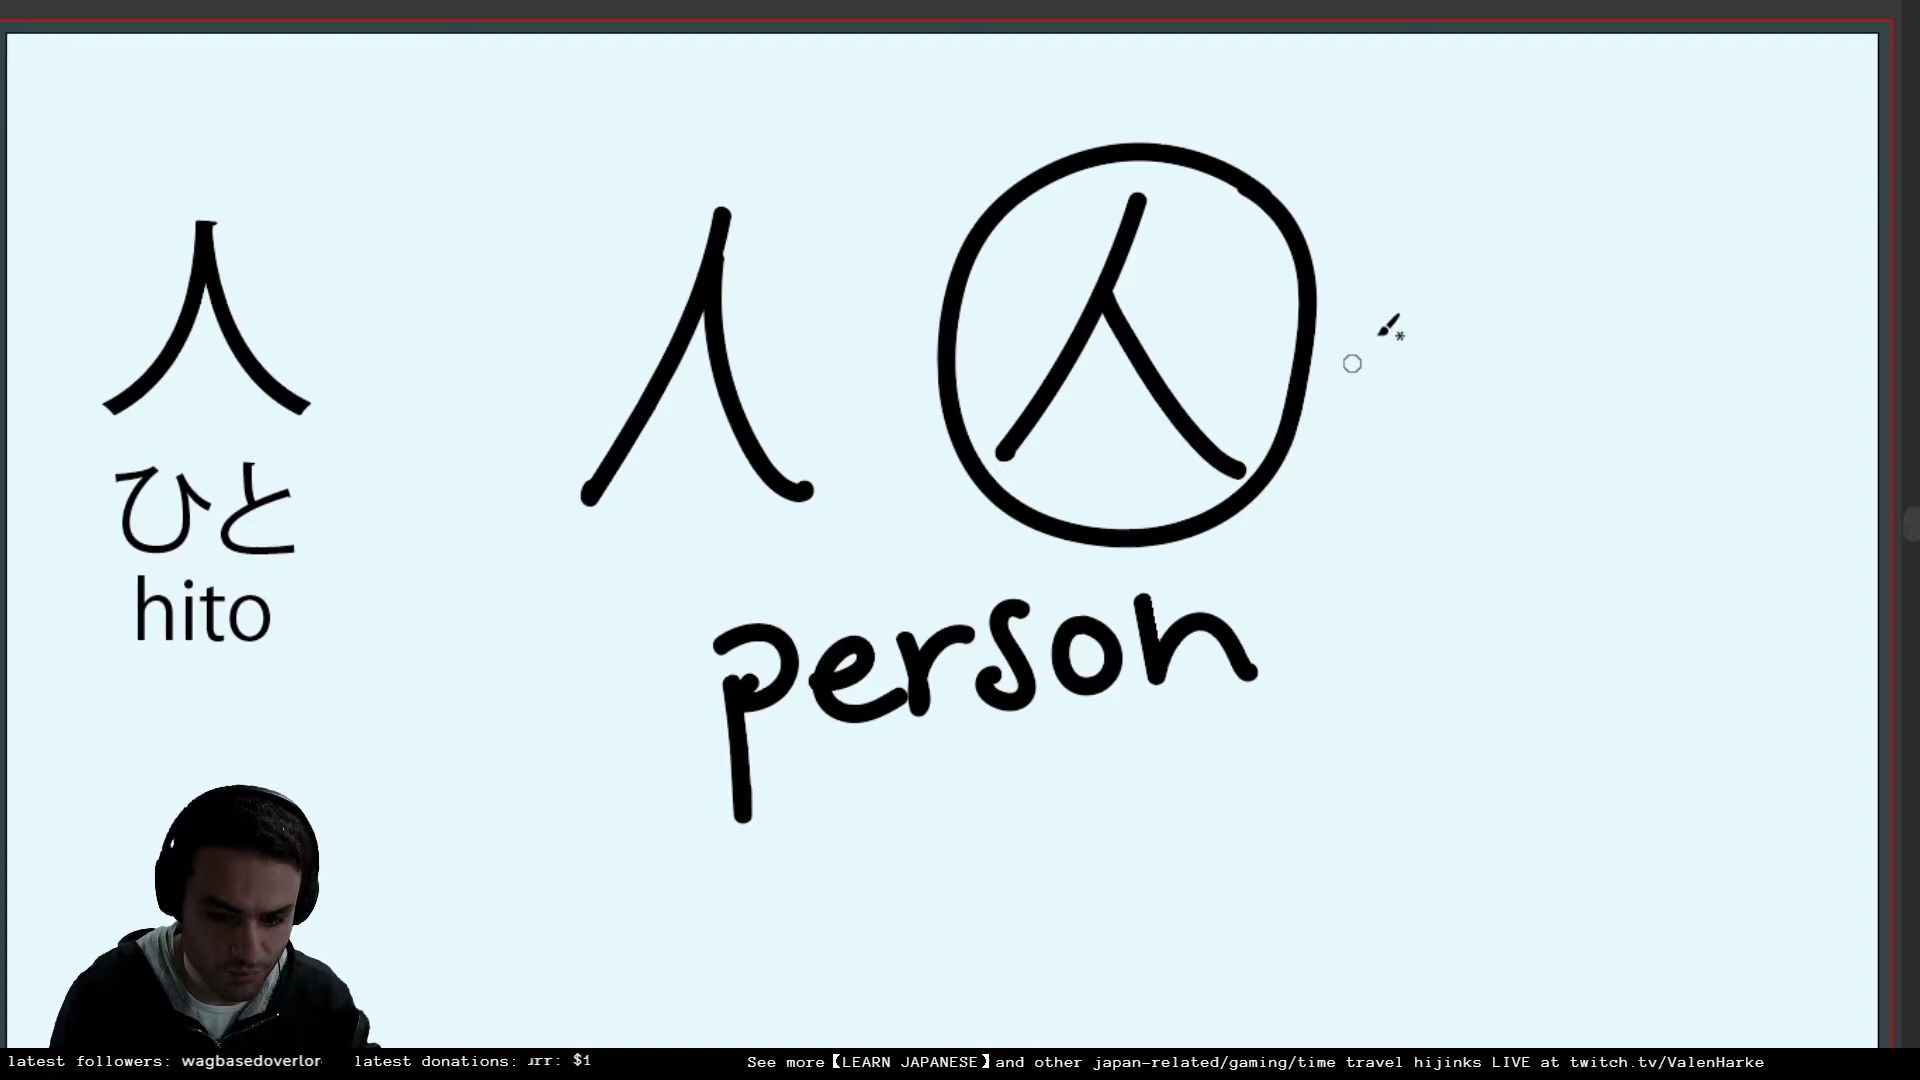 人
ひと
hito
人 人
person
latest followers: wagbasedoverlor latest donations: urr: $1 See more【LEARN JAPANESE】and other japan-related/gaming/time travel hijinks LIVE at twitch.tv/ValenHarke